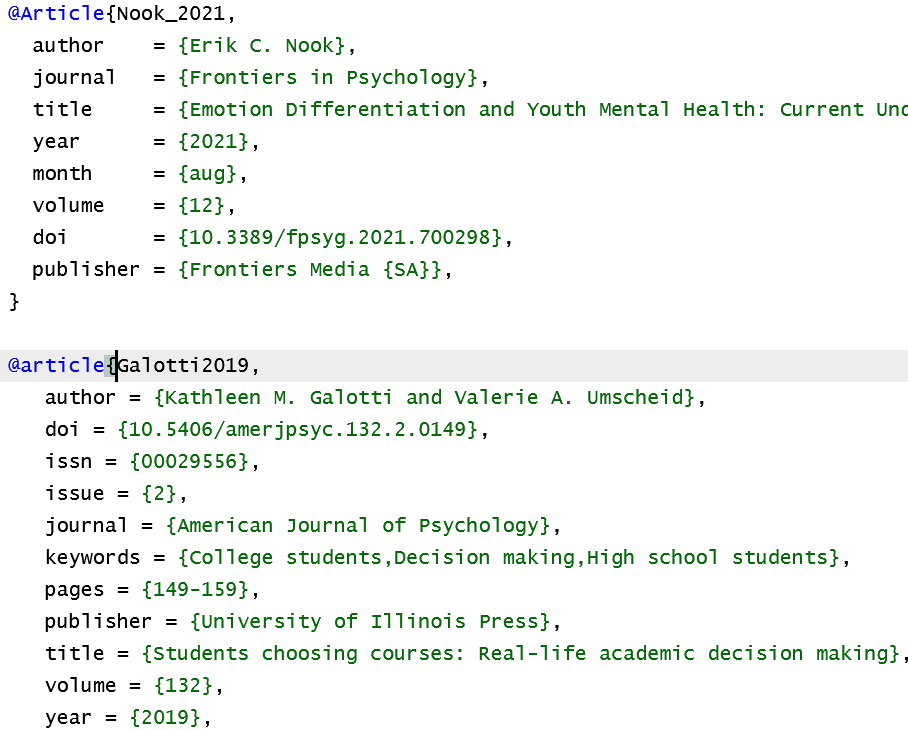 @Article{Nook_2021,
  author    = {Erik C. Nook},
  journal   = {Frontiers in Psychology},
  title     = {Emotion Differentiation and Youth Mental Health: Current
  year      = {2021},
  month     = {aug},
  volume    = {12},
  doi       = {10.3389/fpsyg.2021.700298},
  publisher = {Frontiers Media {SA}},
}
@article{Galotti2019,
   author = {Kathleen M. Galotti and Valerie A. Umscheid},
   doi = {10.5406/amerjpsyc.132.2.0149},
   issn = {00029556},
   issue = {2},
   journal = {American Journal of Psychology},
   keywords = {College students,Decision making,High school students},
   pages = {149-159},
   publisher = {University of Illinois Press},
   title = {Students choosing courses: Real-life academic decision making},
   volume = {132},
   year = {2019},